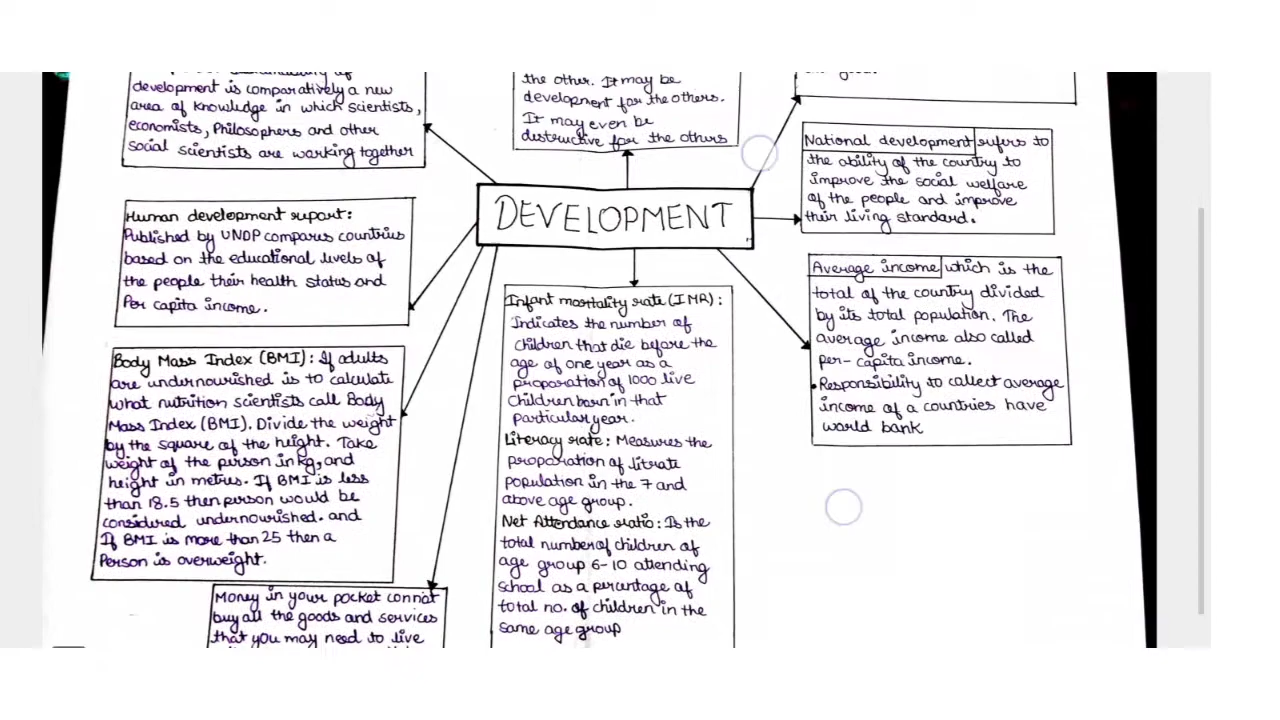 development is comparatively a new
area of knowledge in which scientists,
economists, Philosophers and other
social scientists are working together
the other. It may be
development for the others.
It may even be
destructive for the others
National development refers to
the ability of the country to
improve the social welfare
of the people and improve
their living standard.
DEVELOPMENT
Human development report:
Published by UNDP compares countries
based on the educational levels of
the people their health status and
Per capita income.
Average income which is the
total of the country divided
by its total population. The
average income also called
per-capita income.
• Responsibility to collect average
income of a countries have
world bank
Infant mortality rate (IMR):
Indicates the number of
Children that die before the
age of one year as a
proporation of 1000 live
Children born in that
particular year.
Literacy rate: Measures the
proporation of litrate
population in the 7 and
above age group.
Net Attendance ratio: Is the
total number of children of
age group 6-10 attending
school as a percentage of
total no. of children in the
same age group
Body Mass Index (BMI): If adults
are undernourished is to calculate
what nutrition scientists call Body
Mass Index (BMI). Divide the weight
by the square of the height. Take
weight of the person in kg, and
height in metres. If BMI is less
than 18.5 then person would be
considered undernourished. and
If BMI is more than 25 then a
Person is overweight.
Money in your pocket connat
buy all the goods and services
that you may need to live